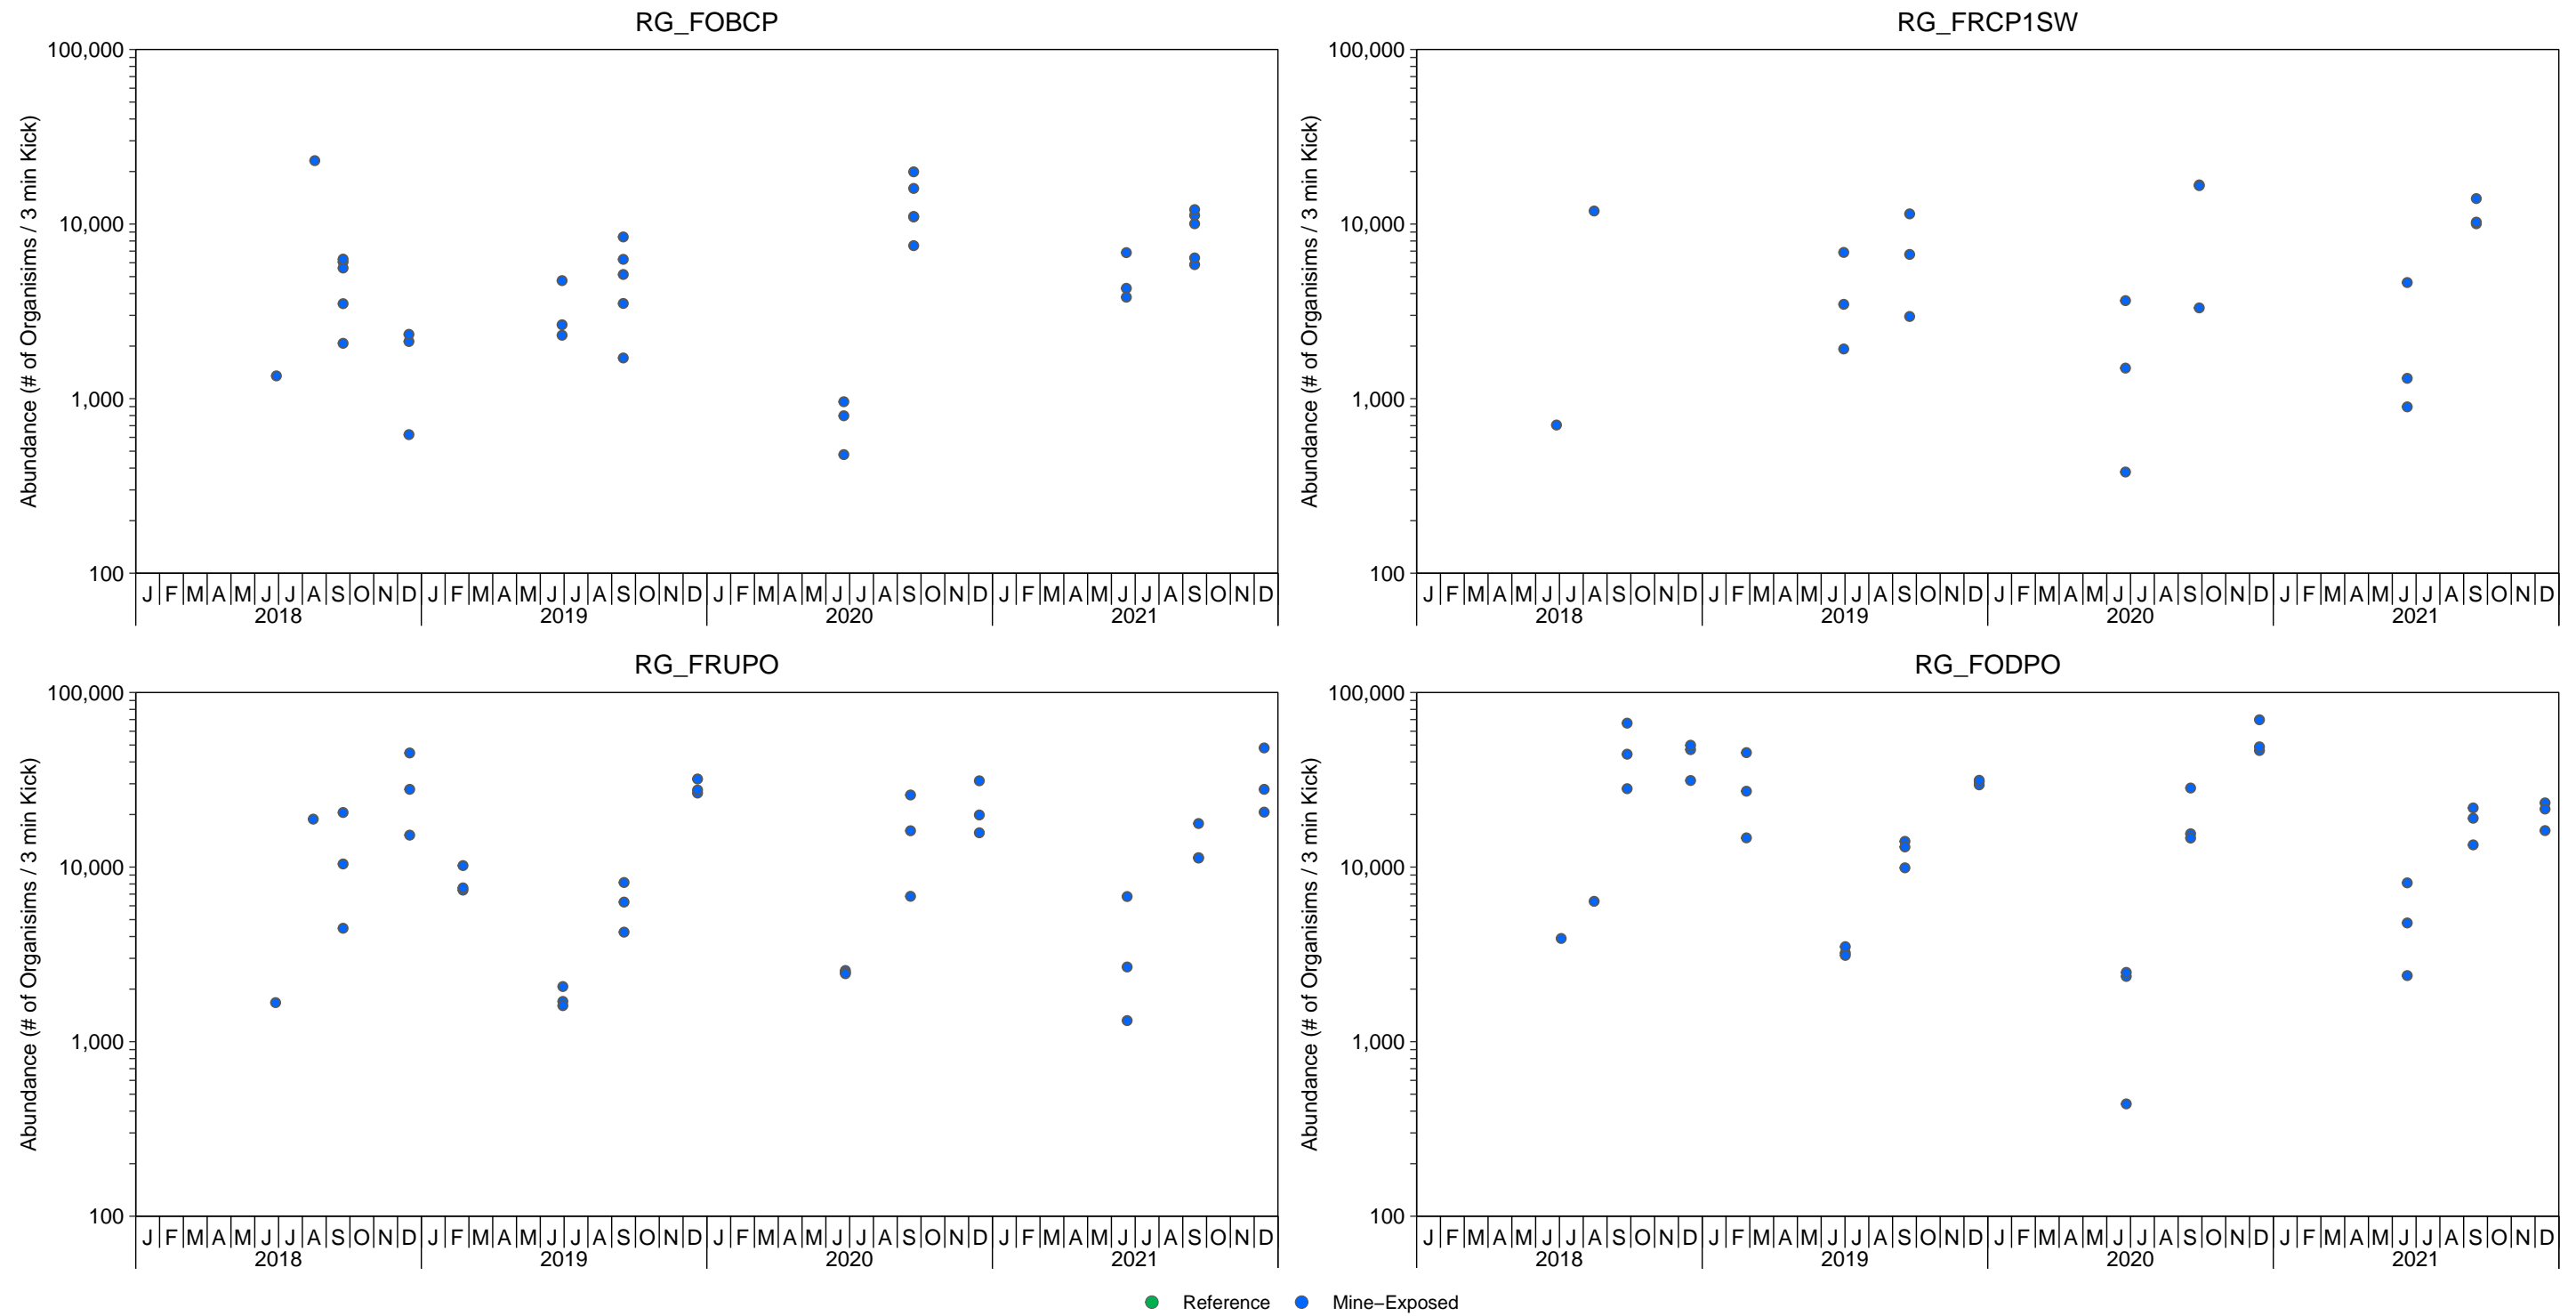 RG_FOBCP
Abundance (# of Organisims / 3 min Kick)
100,000
10,000
1,000
100
J F M A M J J A S O N D J F M A M J J A S O N D J F M A M J J A S O N D J F M A M J J A S O N D
2018 2019 2020 2021
RG_FRCP1SW
Abundance (# of Organisims / 3 min Kick)
100,000
10,000
1,000
100
J F M A M J J A S O N D J F M A M J J A S O N D J F M A M J J A S O N D J F M A M J J A S O N D
2018 2019 2020 2021
RG_FRUPO
Abundance (# of Organisims / 3 min Kick)
100,000
10,000
1,000
100
J F M A M J J A S O N D J F M A M J J A S O N D J F M A M J J A S O N D J F M A M J J A S O N D
2018 2019 2020 2021
RG_FODPO
Abundance (# of Organisims / 3 min Kick)
100,000
10,000
1,000
100
J F M A M J J A S O N D J F M A M J J A S O N D J F M A M J J A S O N D J F M A M J J A S O N D
2018 2019 2020 2021
Reference Mine−Exposed